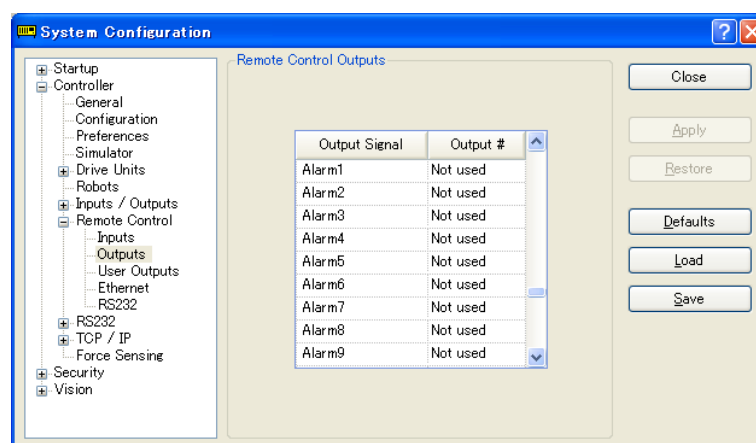 System Configuration
Startup
Controller
General
Configuration
Preferences
Simulator
Drive Units
Robots
Inputs / Outputs
Remote Control
Inputs
Outputs
User Outputs
Ethernet
RS232
RS232
TCP / IP
Force Sensing
Security
Vision
Remote Control Outputs
Output Signal Output #
Alarm1 Not used
Alarm2 Not used
Alarm3 Not used
Alarm4 Not used
Alarm5 Not used
Alarm6 Not used
Alarm7 Not used
Alarm8 Not used
Alarm9 Not used
Close
Apply
Restore
Defaults
Load
Save